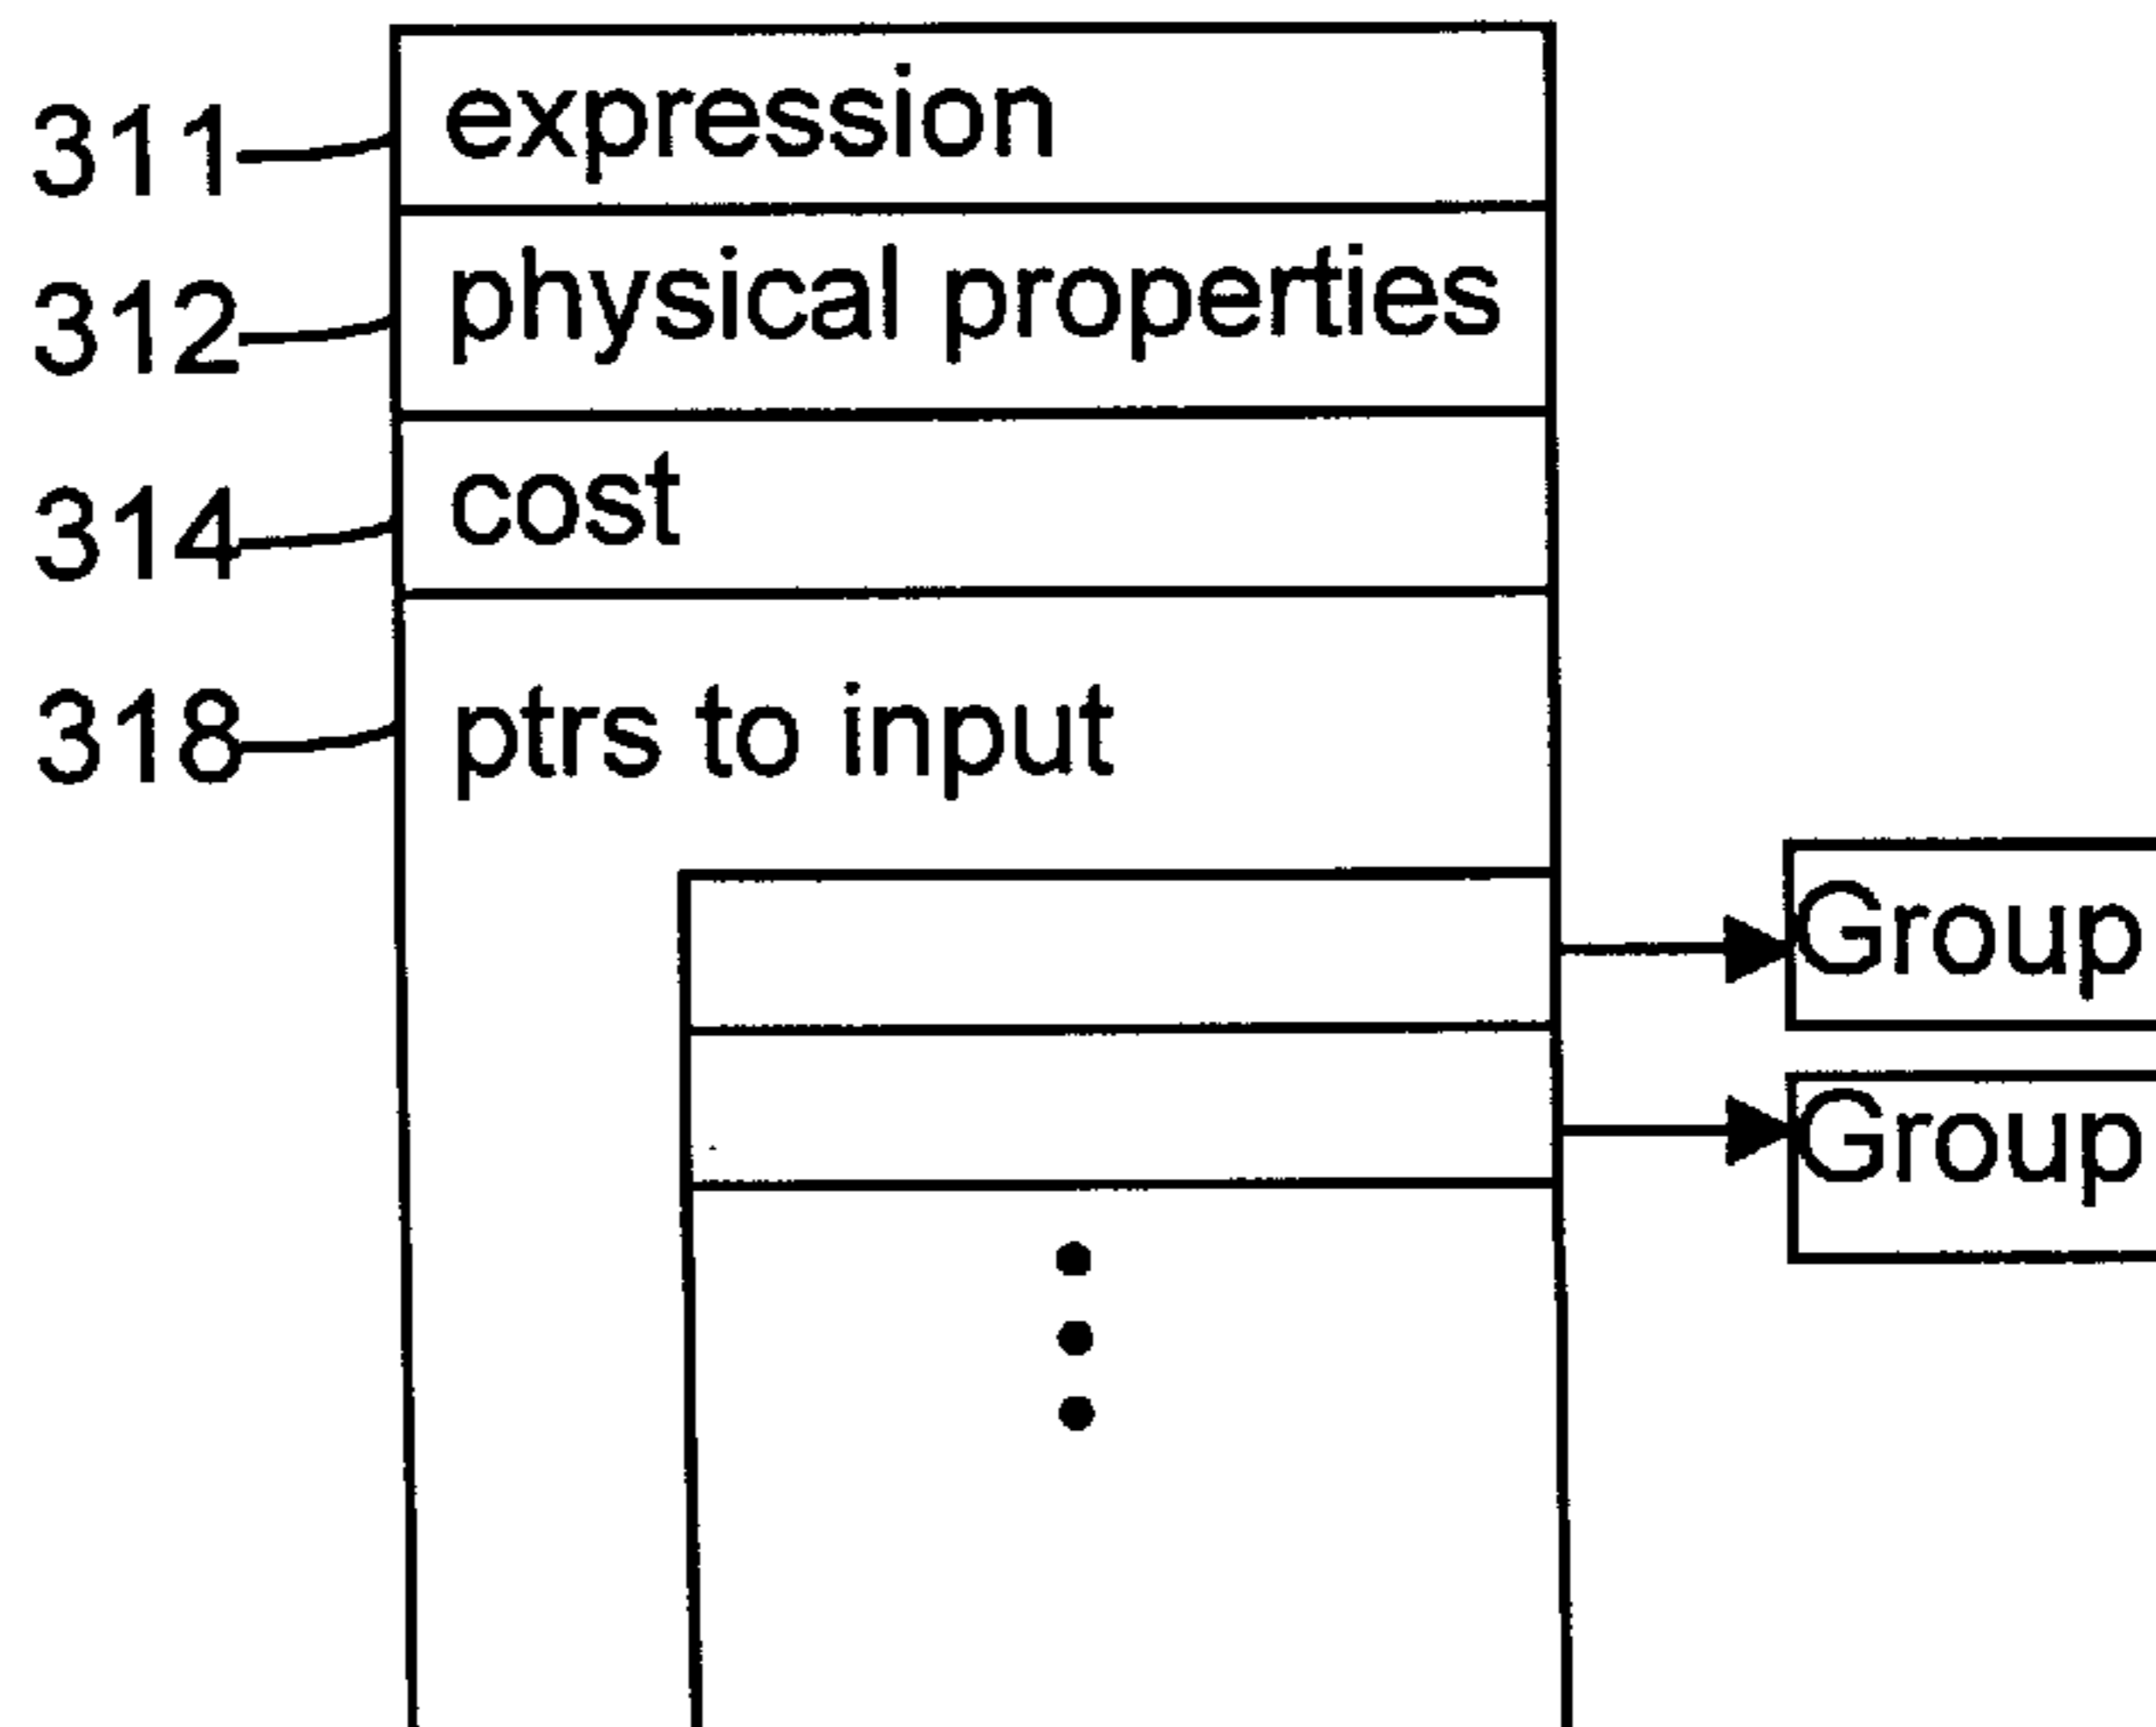 311 expression
312 physical properties
314 cost
318 ptrs to input
Group
Group